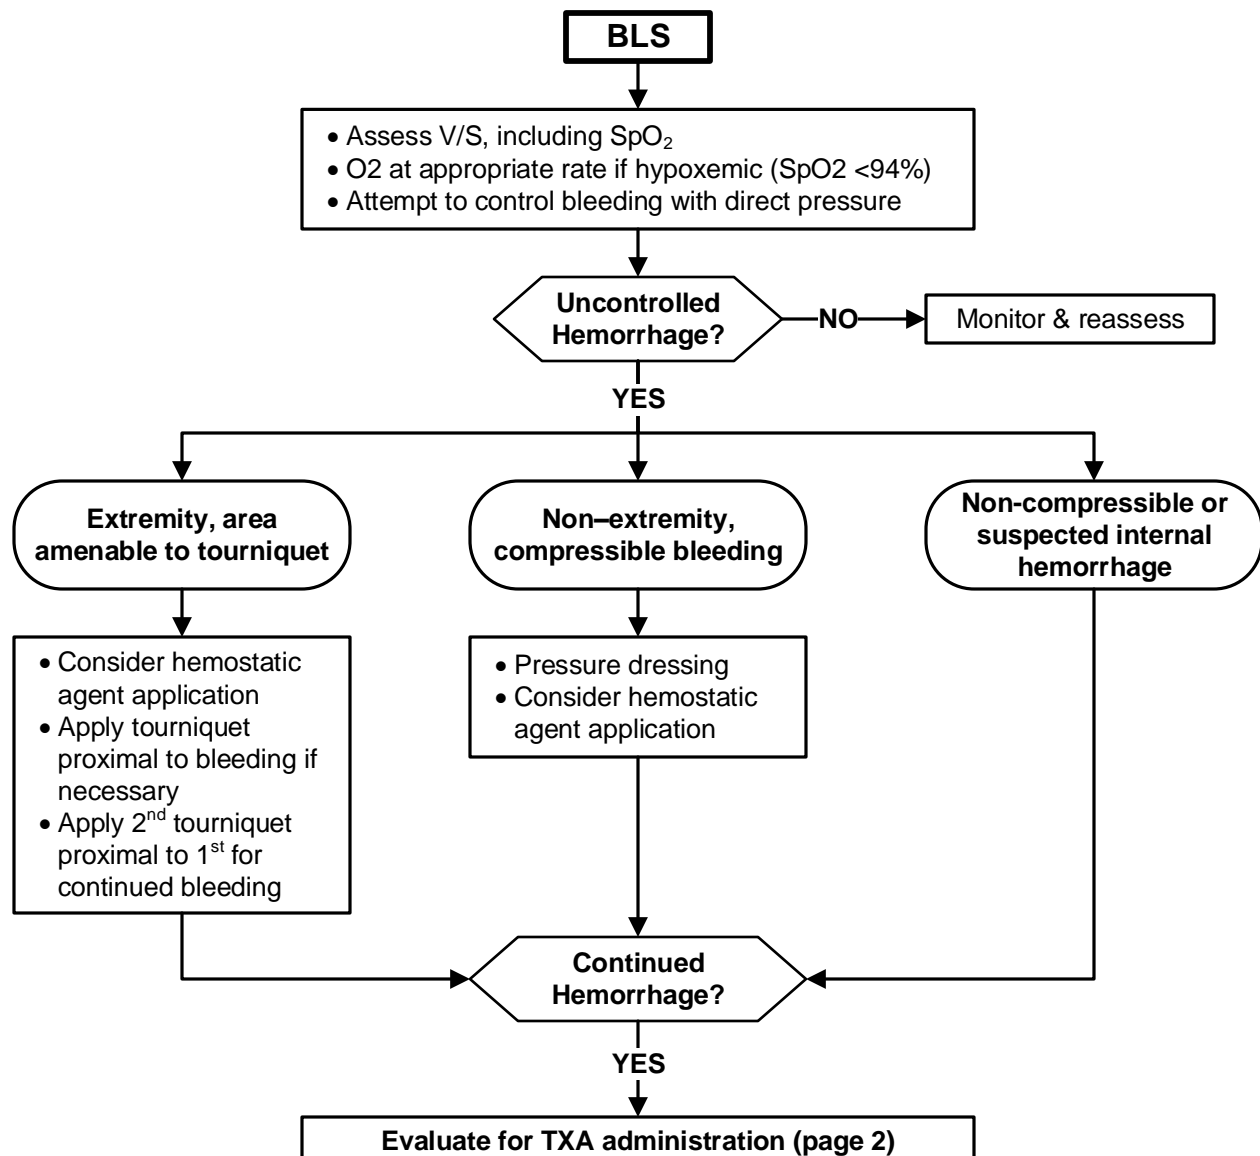 BLS
• Assess V/S, including SpO₂
• O2 at appropriate rate if hypoxemic (SpO2 <94%)
• Attempt to control bleeding with direct pressure
Uncontrolled
Hemorrhage?
NO
Monitor & reassess
YES
Extremity, area
amenable to tourniquet
Non–extremity,
compressible bleeding
Non-compressible or
suspected internal
hemorrhage
• Consider hemostatic
agent application
• Apply tourniquet
proximal to bleeding if
necessary
• Apply 2nd tourniquet
proximal to 1st for
continued bleeding
• Pressure dressing
• Consider hemostatic
agent application
Continued
Hemorrhage?
YES
Evaluate for TXA administration (page 2)